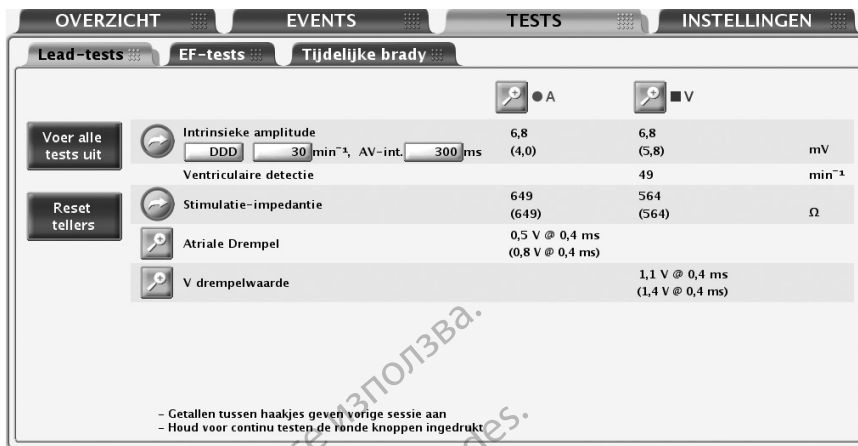 OVERZICHT EVENTS TESTS INSTELLINGEN
Lead-tests EF-tests Tijdelijke brady
A V
Voer alle tests uit
Intrinsieke amplitude 6,8 6,8
DDD 30 min⁻¹, AV-int. 300 ms (4,0) (5,8) mV
Ventriculaire detectie 49 min⁻¹
Reset tellers
Stimulatie-impedantie 649 564
(649) (564) Ω
Atriale Drempel 0,5 V @ 0,4 ms
(0,8 V @ 0,4 ms)
V drempelwaarde 1,1 V @ 0,4 ms
(1,4 V @ 0,4 ms)
- Getallen tussen haakjes geven vorige sessie aan
- Houd voor continu testen de ronde knoppen ingedrukt
се използва.
des.